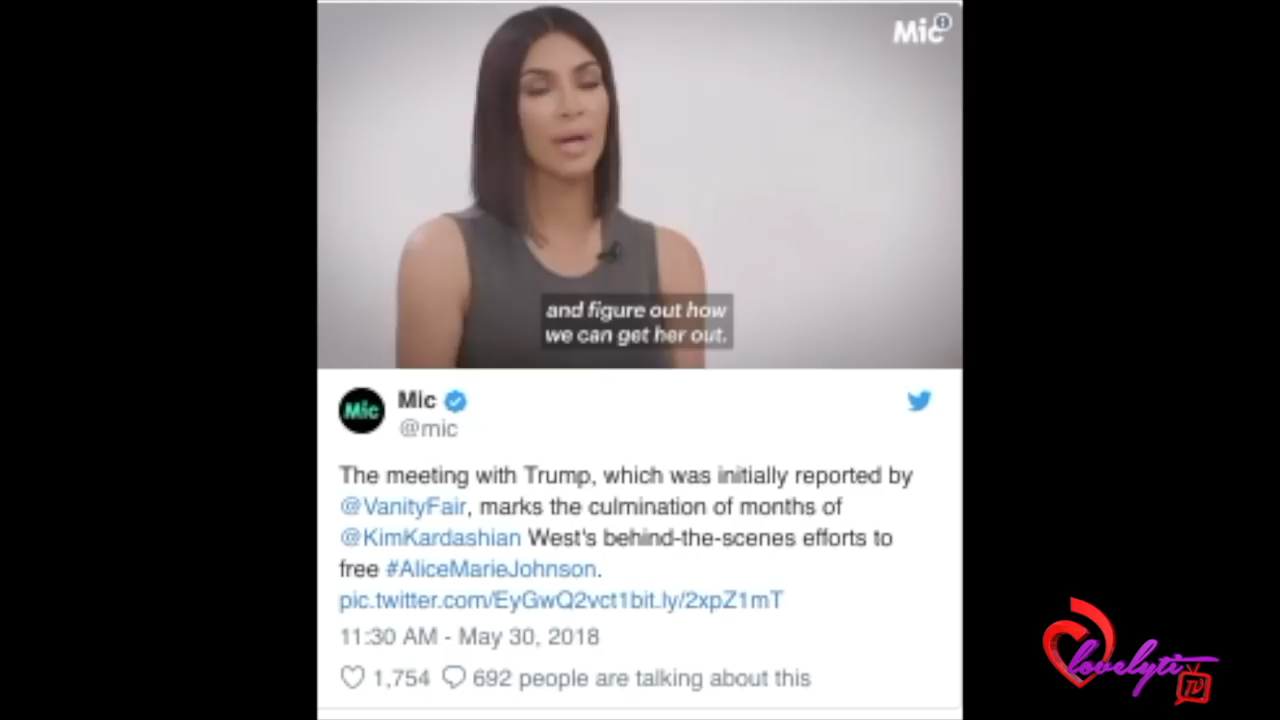 Mic
and figure out how
we can get her out.
Mic
Mic
@mic
The meeting with Trump, which was initially reported by
@VanityFair, marks the culmination of months of
@KimKardashian West's behind-the-scenes efforts to
free #AliceMarieJohnson.
pic.twitter.com/EyGwQ2vct1bit.ly/2xpZ1mT
11:30 AM - May 30, 2018
1,754 692 people are talking about this
lovelyti
TV